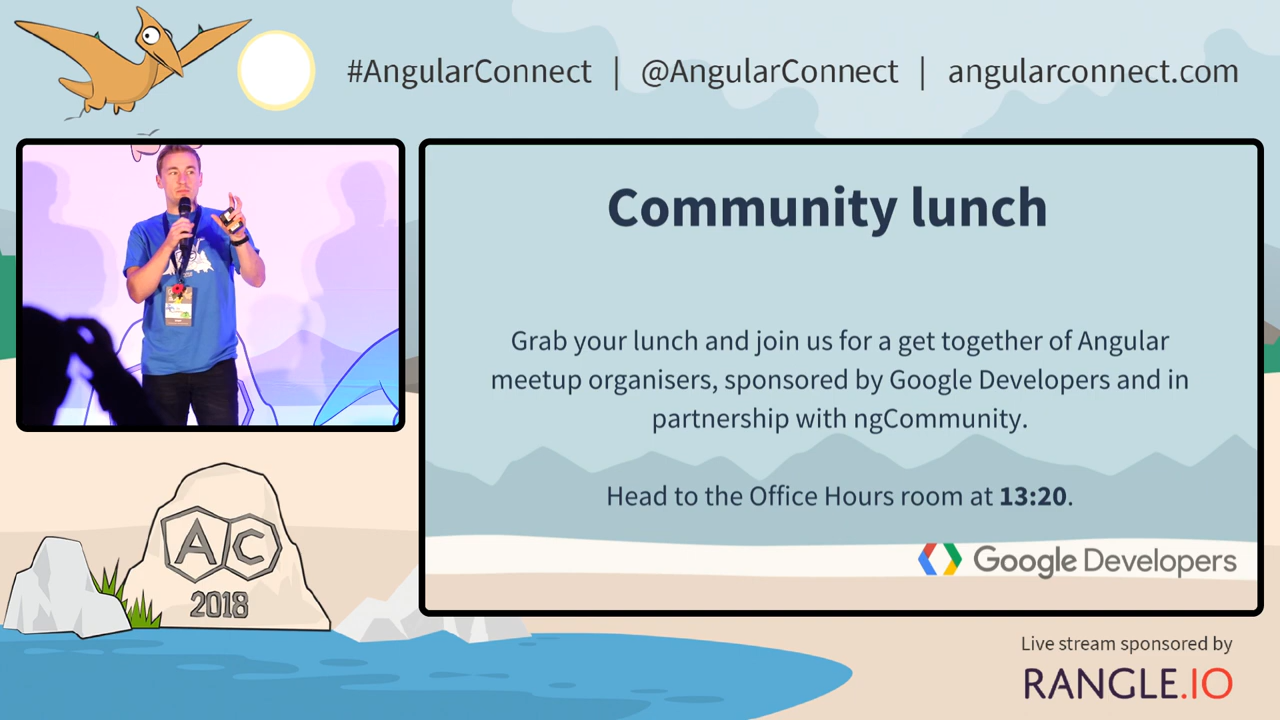 #AngularConnect | @AngularConnect | angularconnect.com
Community lunch
Grab your lunch and join us for a get together of Angular
meetup organisers, sponsored by Google Developers and in
partnership with ngCommunity.
Head to the Office Hours room at 13:20.
Google Developers
AC
2018
Live stream sponsored by
RANGLE.IO